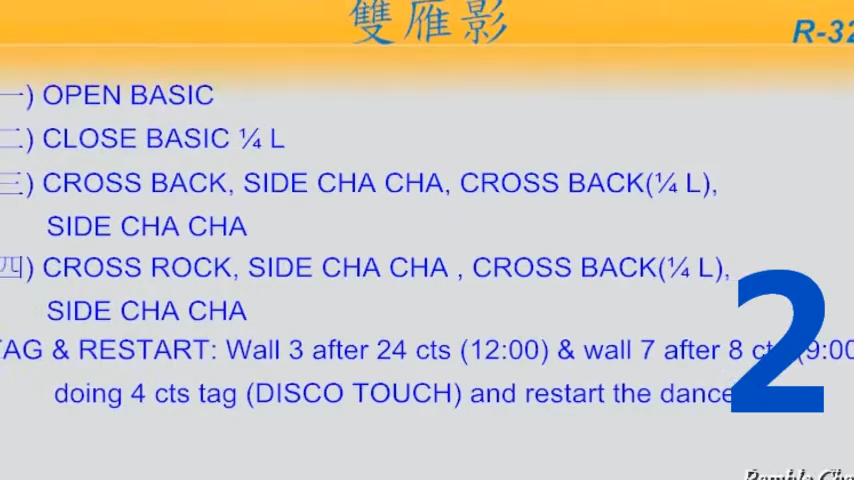 雙雁影
R-32
一) OPEN BASIC
二) CLOSE BASIC ¼ L
三) CROSS BACK, SIDE CHA CHA, CROSS BACK(¼ L),
SIDE CHA CHA
四) CROSS ROCK, SIDE CHA CHA , CROSS BACK(¼ L),
SIDE CHA CHA
TAG & RESTART: Wall 3 after 24 cts (12:00) & wall 7 after 8 cts (9:00
doing 4 cts tag (DISCO TOUCH) and restart the dance
2